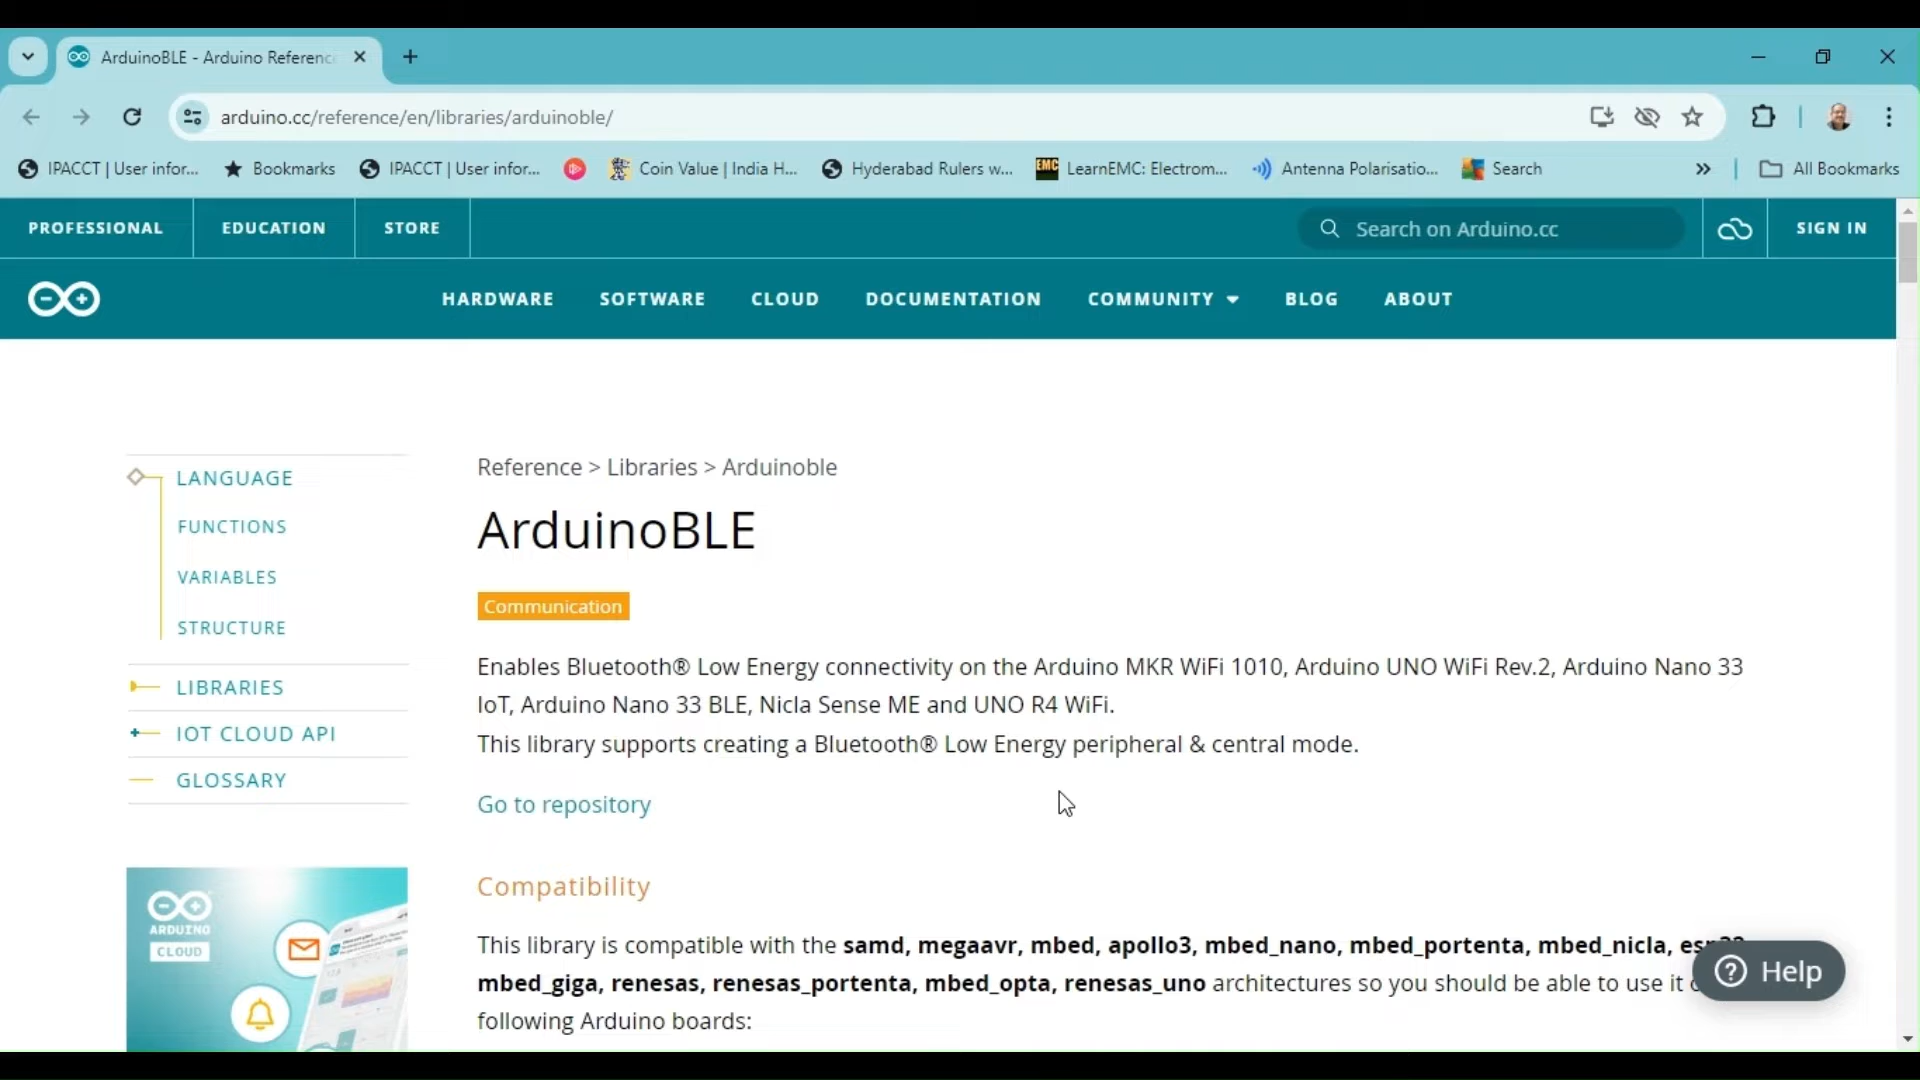 ArduinoBLE - Arduino Reference
arduino.cc/reference/en/libraries/arduinoble/
IPACCT | User infor... Bookmarks IPACCT | User infor... Coin Value | India H... Hyderabad Rulers w... EMC LearnEMC: Electrom... Antenna Polarisatio... Search All Bookmarks
PROFESSIONAL EDUCATION STORE Search on Arduino.cc SIGN IN
HARDWARE SOFTWARE CLOUD DOCUMENTATION COMMUNITY BLOG ABOUT
LANGUAGE
FUNCTIONS
VARIABLES
STRUCTURE
LIBRARIES
IOT CLOUD API
GLOSSARY
ARDUINO
CLOUD
Reference > Libraries > Arduinoble
ArduinoBLE
Communication
Enables Bluetooth® Low Energy connectivity on the Arduino MKR WiFi 1010, Arduino UNO WiFi Rev.2, Arduino Nano 33
IoT, Arduino Nano 33 BLE, Nicla Sense ME and UNO R4 WiFi.
This library supports creating a Bluetooth® Low Energy peripheral & central mode.
Go to repository
Compatibility
This library is compatible with the samd, megaavr, mbed, apollo3, mbed_nano, mbed_portenta, mbed_nicla,
mbed_giga, renesas, renesas_portenta, mbed_opta, renesas_uno architectures so you should be able to use it
following Arduino boards:
Help